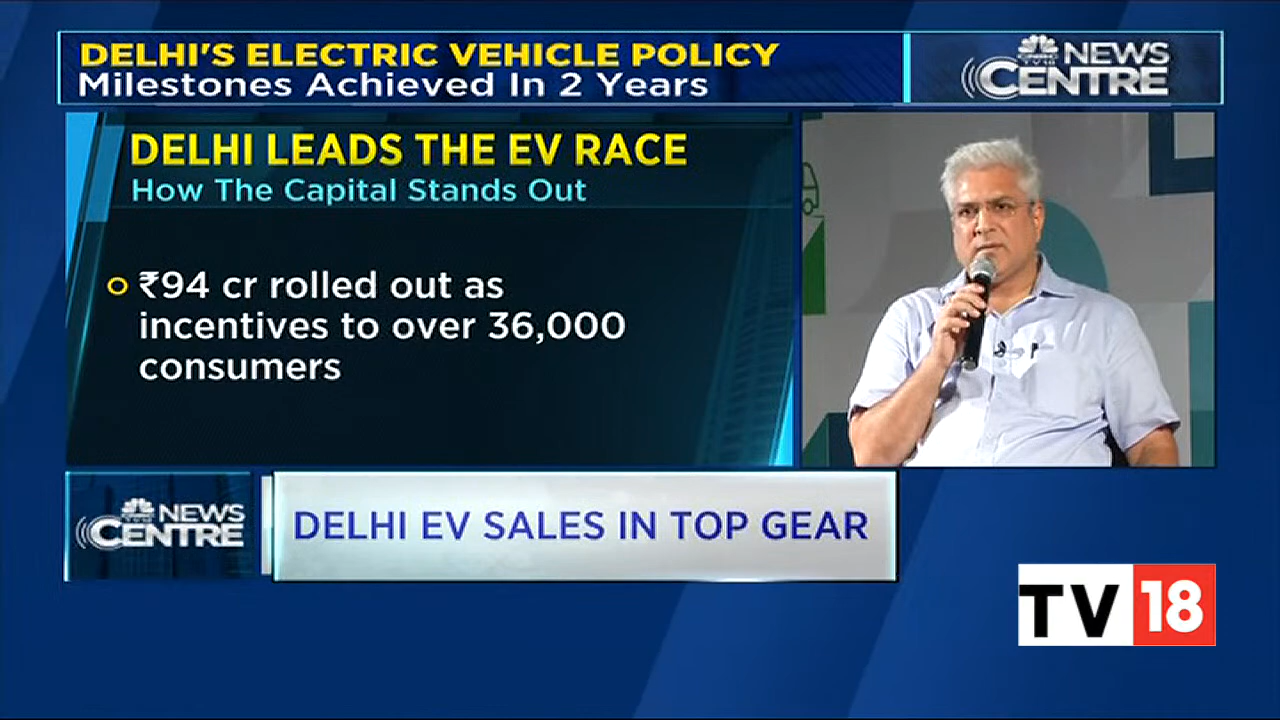 DELHI'S ELECTRIC VEHICLE POLICY
Milestones Achieved In 2 Years
NEWS
CENTRE
DELHI LEADS THE EV RACE
How The Capital Stands Out
₹94 cr rolled out as
incentives to over 36,000
consumers
NEWS
CENTRE
DELHI EV SALES IN TOP GEAR
TV18